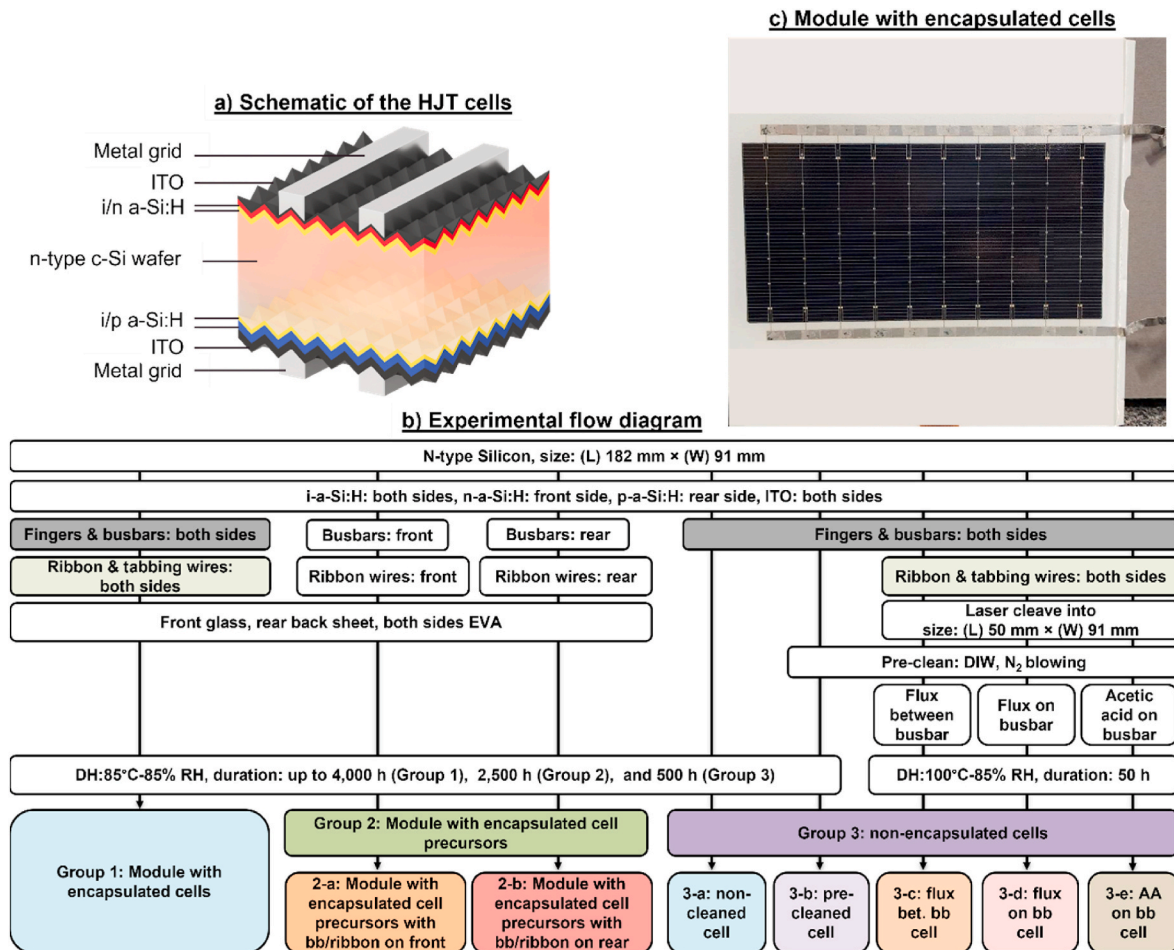 c) Module with encapsulated cells
a) Schematic of the HJT cells
Metal grid
ITO
i/n a-Si:H
n-type c-Si wafer
i/p a-Si:H
ITO
Metal grid
b) Experimental flow diagram
N-type Silicon, size: (L) 182 mm × (W) 91 mm
i-a-Si:H: both sides, n-a-Si:H: front side, p-a-Si:H: rear side, ITO: both sides
Fingers & busbars: both sides
Busbars: front
Busbars: rear
Fingers & busbars: both sides
Ribbon & tabbing wires:
both sides
Ribbon wires: front
Ribbon wires: rear
Ribbon & tabbing wires: both sides
Front glass, rear back sheet, both sides EVA
Laser cleave into
size: (L) 50 mm × (W) 91 mm
Pre-clean: DIW, N₂ blowing
Flux
between
busbar
Flux on
busbar
Acetic
acid on
busbar
DH:85°C-85% RH, duration: up to 4,000 h (Group 1), 2,500 h (Group 2), and 500 h (Group 3)
DH:100°C-85% RH, duration: 50 h
Group 1: Module with
encapsulated cells
Group 2: Module with encapsulated cell
precursors
Group 3: non-encapsulated cells
2-a: Module with
encapsulated cell
precursors with
bb/ribbon on front
2-b: Module with
encapsulated cell
precursors with
bb/ribbon on rear
3-a: non-
cleaned
cell
3-b: pre-
cleaned
cell
3-c: flux
bet. bb
cell
3-d: flux
on bb
cell
3-e: AA
on bb
cell